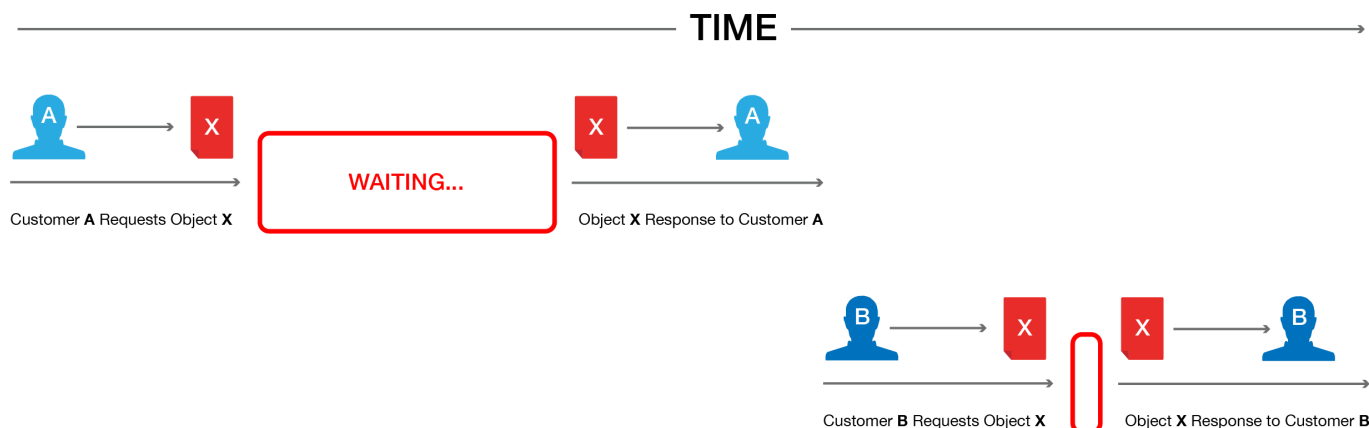 TIME
A
X
X
A
WAITING...
Customer A Requests Object X
Object X Response to Customer A
B
X
X
B
Customer B Requests Object X
Object X Response to Customer B